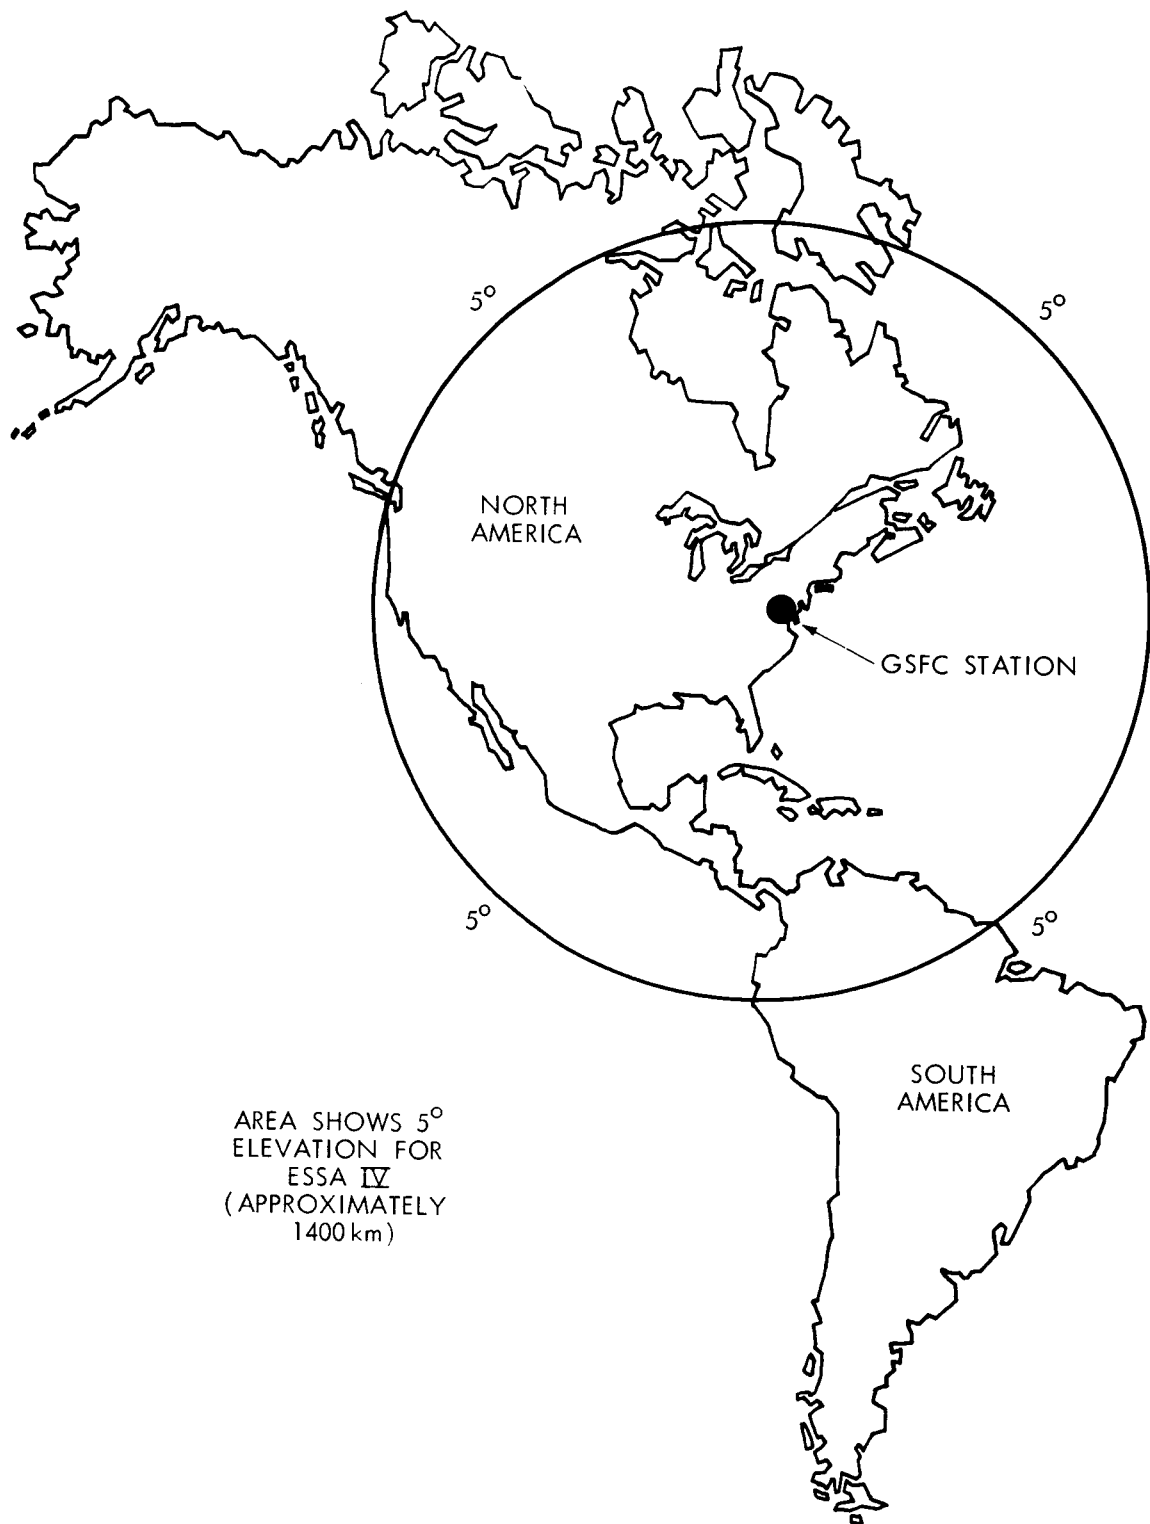 5°
5°
NORTH
AMERICA
GSFC STATION
5°
5°
SOUTH
AMERICA
AREA SHOWS 5°
ELEVATION FOR
ESSA IV
(APPROXIMATELY
1400 km)